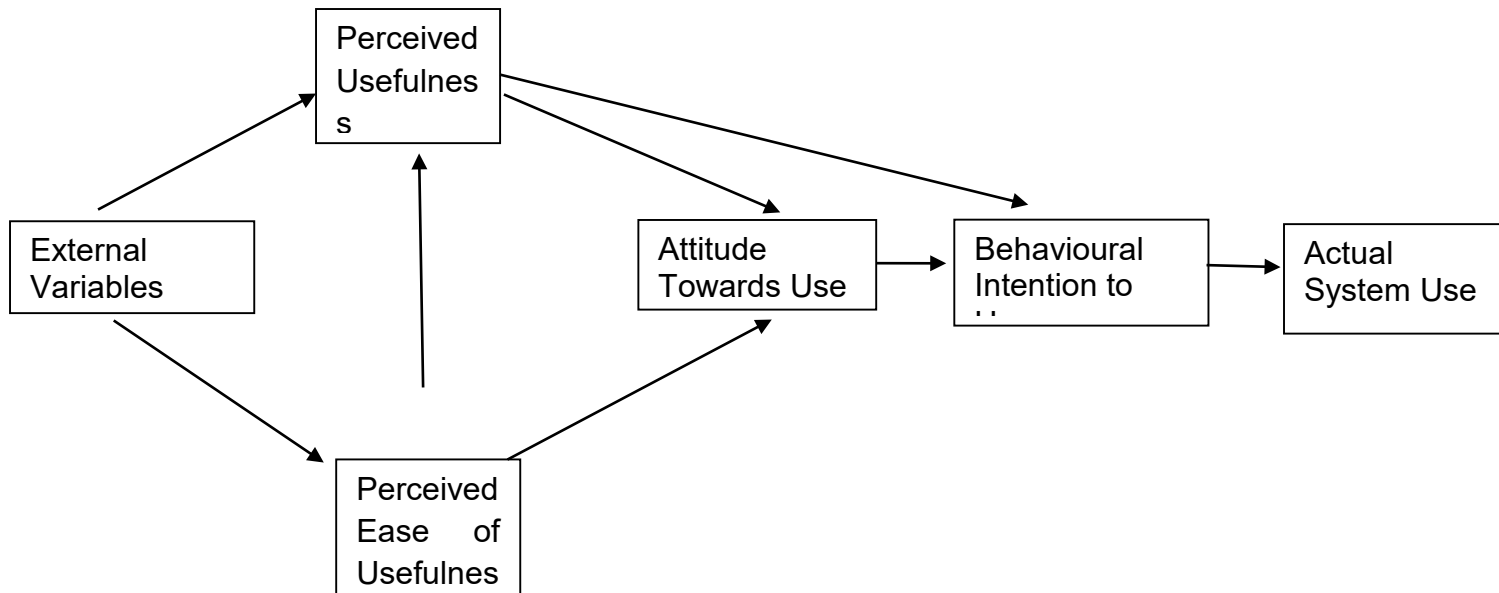 Perceived
Usefulnes
s
External
Variables
Attitude
Towards Use
Behavioural
Intention to
Actual
System Use
Perceived
Ease of
Usefulnes